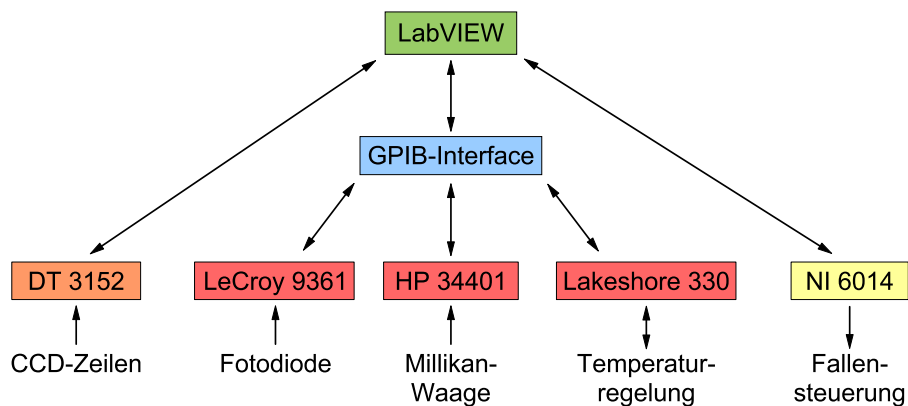 LabVIEW
GPIB-Interface
DT 3152
LeCroy 9361
HP 34401
Lakeshore 330
NI 6014
CCD-Zeilen
Fotodiode
Millikan-
Waage
Temperatur-
regelung
Fallen-
steuerung